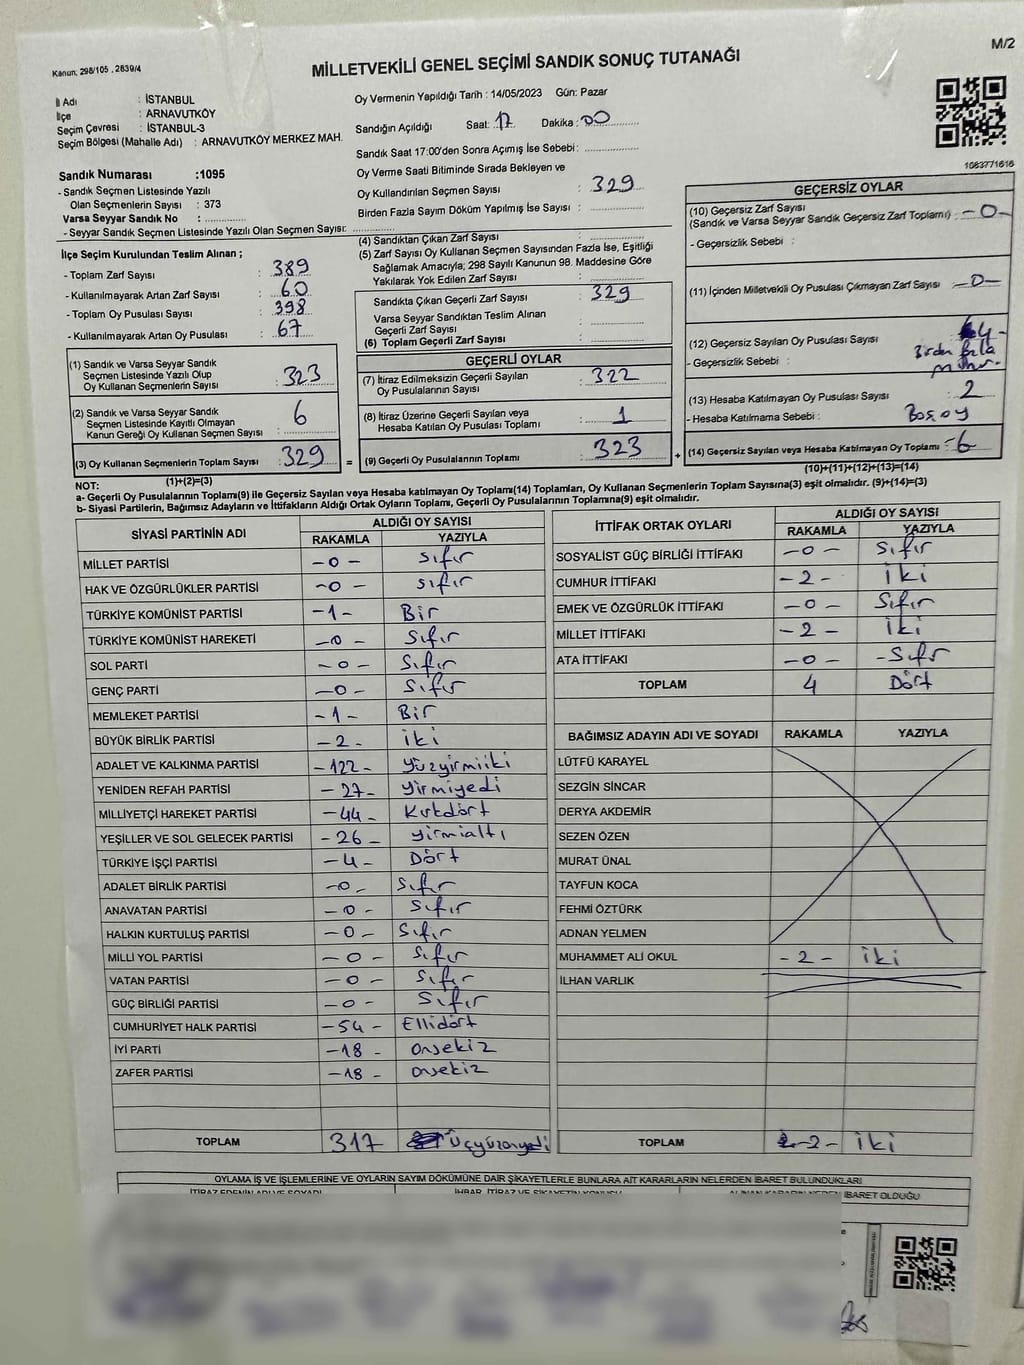 M/2
Kanun, 298/105 , 2839/4
MİLLETVEKİLİ GENEL SEÇİMİ SANDIK SONUÇ TUTANAĞI
İl Adı : İSTANBUL
İlçe : ARNAVUTKÖY
Seçim Çevresi : İSTANBUL-3
Seçim Bölgesi (Mahalle Adı) : ARNAVUTKÖY MERKEZ MAH.
Sandık Numarası :1095
- Sandık Seçmen Listesinde Yazılı
Olan Seçmenlerin Sayısı : 373
Varsa Seyyar Sandık No :
- Seyyar Sandık Seçmen Listesinde Yazılı Olan Seçmen Sayısı:
Oy Vermenin Yapıldığı Tarih : 14/05/2023 Gün: Pazar
Sandığın Açıldığı Saat: 17 Dakika: 00
Sandık Saat 17:00'den Sonra Açımış İse Sebebi :
Oy Verme Saati Bitiminde Sırada Bekleyen ve
Oy Kullandırılan Seçmen Sayısı : 329
Birden Fazla Sayım Döküm Yapılmış İse Sayısı :
1083771616
İlçe Seçim Kurulundan Teslim Alınan ;
- Toplam Zarf Sayısı : 389
- Kullanılmayarak Artan Zarf Sayısı : 60
- Toplam Oy Pusulası Sayısı : 398
- Kullanılmayarak Artan Oy Pusulası : 67
(4) Sandıktan Çıkan Zarf Sayısı :
(5) Zarf Sayısı Oy Kullanan Seçmen Sayısından Fazla İse, Eşitliği
Sağlamak Amacıyla; 298 Sayılı Kanunun 98. Maddesine Göre
Yakılarak Yok Edilen Zarf Sayısı :
Sandıkta Çıkan Geçerli Zarf Sayısı : 329
Varsa Seyyar Sandıktan Teslim Alınan
Geçerli Zarf Sayısı :
(6) Toplam Geçerli Zarf Sayısı :
GEÇERSİZ OYLAR
(10) Geçersiz Zarf Sayısı
(Sandık ve Varsa Seyyar Sandık Geçersiz Zarf Toplamı) : -0-
- Geçersizlik Sebebi :
(11) İçinden Milletvekili Oy Pusulası Çıkmayan Zarf Sayısı : -0-
(12) Geçersiz Sayılan Oy Pusulası Sayısı : 4-
- Geçersizlik Sebebi : Birden fazla
mühür.
(13) Hesaba Katılmayan Oy Pusulası Sayısı : 2
- Hesaba Katılmama Sebebi : Boş oy
(14) Geçersiz Sayılan veya Hesaba Katılmayan Oy Toplamı : -6-
(10)+(11)+(12)+(13)=(14)
(1) Sandık ve Varsa Seyyar Sandık
Seçmen Listesinde Yazılı Olup
Oy Kullanan Seçmenlerin Sayısı : 323
(2) Sandık ve Varsa Seyyar Sandık
Seçmen Listesinde Kayıtlı Olmayan
Kanun Gereği Oy Kullanan Seçmen Sayısı : 6
(3) Oy Kullanan Seçmenlerin Toplam Sayısı : 329 =
(1)+(2)=(3)
GEÇERLİ OYLAR
(7) İtiraz Edilmeksizin Geçerli Sayılan
Oy Pusulalarının Sayısı : 322
(8) İtiraz Üzerine Geçerli Sayılan veya
Hesaba Katılan Oy Pusulası Toplamı : 1
(9) Geçerli Oy Pusulalarının Toplamı : 323 +
NOT:
a- Geçerli Oy Pusulalarının Toplamı(9) ile Geçersiz Sayılan veya Hesaba katılmayan Oy Toplamı(14) Toplamları, Oy Kullanan Seçmenlerin Toplam Sayısına(3) eşit olmalıdır. (9)+(14)=(3)
b- Siyasi Partilerin, Bağımsız Adayların ve İttifakların Aldığı Ortak Oyların Toplamı, Geçerli Oy Pusulalarının Toplamına(9) eşit olmalıdır.
SİYASİ PARTİNİN ADI ALDIĞI OY SAYISI
RAKAMLA YAZIYLA
MİLLET PARTİSİ -0- Sıfır
HAK VE ÖZGÜRLÜKLER PARTİSİ -0- Sıfır
TÜRKİYE KOMÜNİST PARTİSİ -1- Bir
TÜRKİYE KOMÜNİST HAREKETİ -0- Sıfır
SOL PARTİ -0- Sıfır
GENÇ PARTİ -0- Sıfır
MEMLEKET PARTİSİ -1- Bir
BÜYÜK BİRLİK PARTİSİ -2- iki
ADALET VE KALKINMA PARTİSİ -122- Yüzyirmiiki
YENİDEN REFAH PARTİSİ -27- Yirmiyedi
MİLLİYETÇİ HAREKET PARTİSİ -44- Kırkdört
YEŞİLLER VE SOL GELECEK PARTİSİ -26- yirmialtı
TÜRKİYE İŞÇİ PARTİSİ -4- Dört
ADALET BİRLİK PARTİSİ -0- Sıfır
ANAVATAN PARTİSİ -0- Sıfır
HALKIN KURTULUŞ PARTİSİ -0- Sıfır
MİLLİ YOL PARTİSİ -0- Sıfır
VATAN PARTİSİ -0- Sıfır
GÜÇ BİRLİĞİ PARTİSİ -0- Sıfır
CUMHURİYET HALK PARTİSİ -54- Ellidört
İYİ PARTİ -18- Onsekiz
ZAFER PARTİSİ -18- Onsekiz
TOPLAM 317 Üçyüzonyedi
İTTİFAK ORTAK OYLARI ALDIĞI OY SAYISI
RAKAMLA YAZIYLA
SOSYALİST GÜÇ BİRLİĞİ İTTİFAKI -0- Sıfır
CUMHUR İTTİFAKI -2- İki
EMEK VE ÖZGÜRLÜK İTTİFAKI -0- Sıfır
MİLLET İTTİFAKI -2- İki
ATA İTTİFAKI -0- -Sıfır
TOPLAM 4 Dört
BAĞIMSIZ ADAYIN ADI VE SOYADI RAKAMLA YAZIYLA
LÜTFÜ KARAYEL
SEZGİN SİNCAR
DERYA AKDEMİR
SEZEN ÖZEN
MURAT ÜNAL
TAYFUN KOCA
FEHMİ ÖZTÜRK
ADNAN YELMEN
MUHAMMET ALİ OKUL -2- iki
İLHAN VARLIK
TOPLAM -2- iki
OYLAMA İŞ VE İŞLEMLERİNE VE OYLARIN SAYIM DÖKÜMÜNE DAİR ŞİKAYETLERLE BUNLARA AİT KARARLARIN NELERDEN İBARET BULUNDUKLARI
İTİRAZ EDENİN ADI VE SOYADI İHBAR, İTİRAZ VE ŞİKAYETİN KONUSU İBARET OLDUĞU